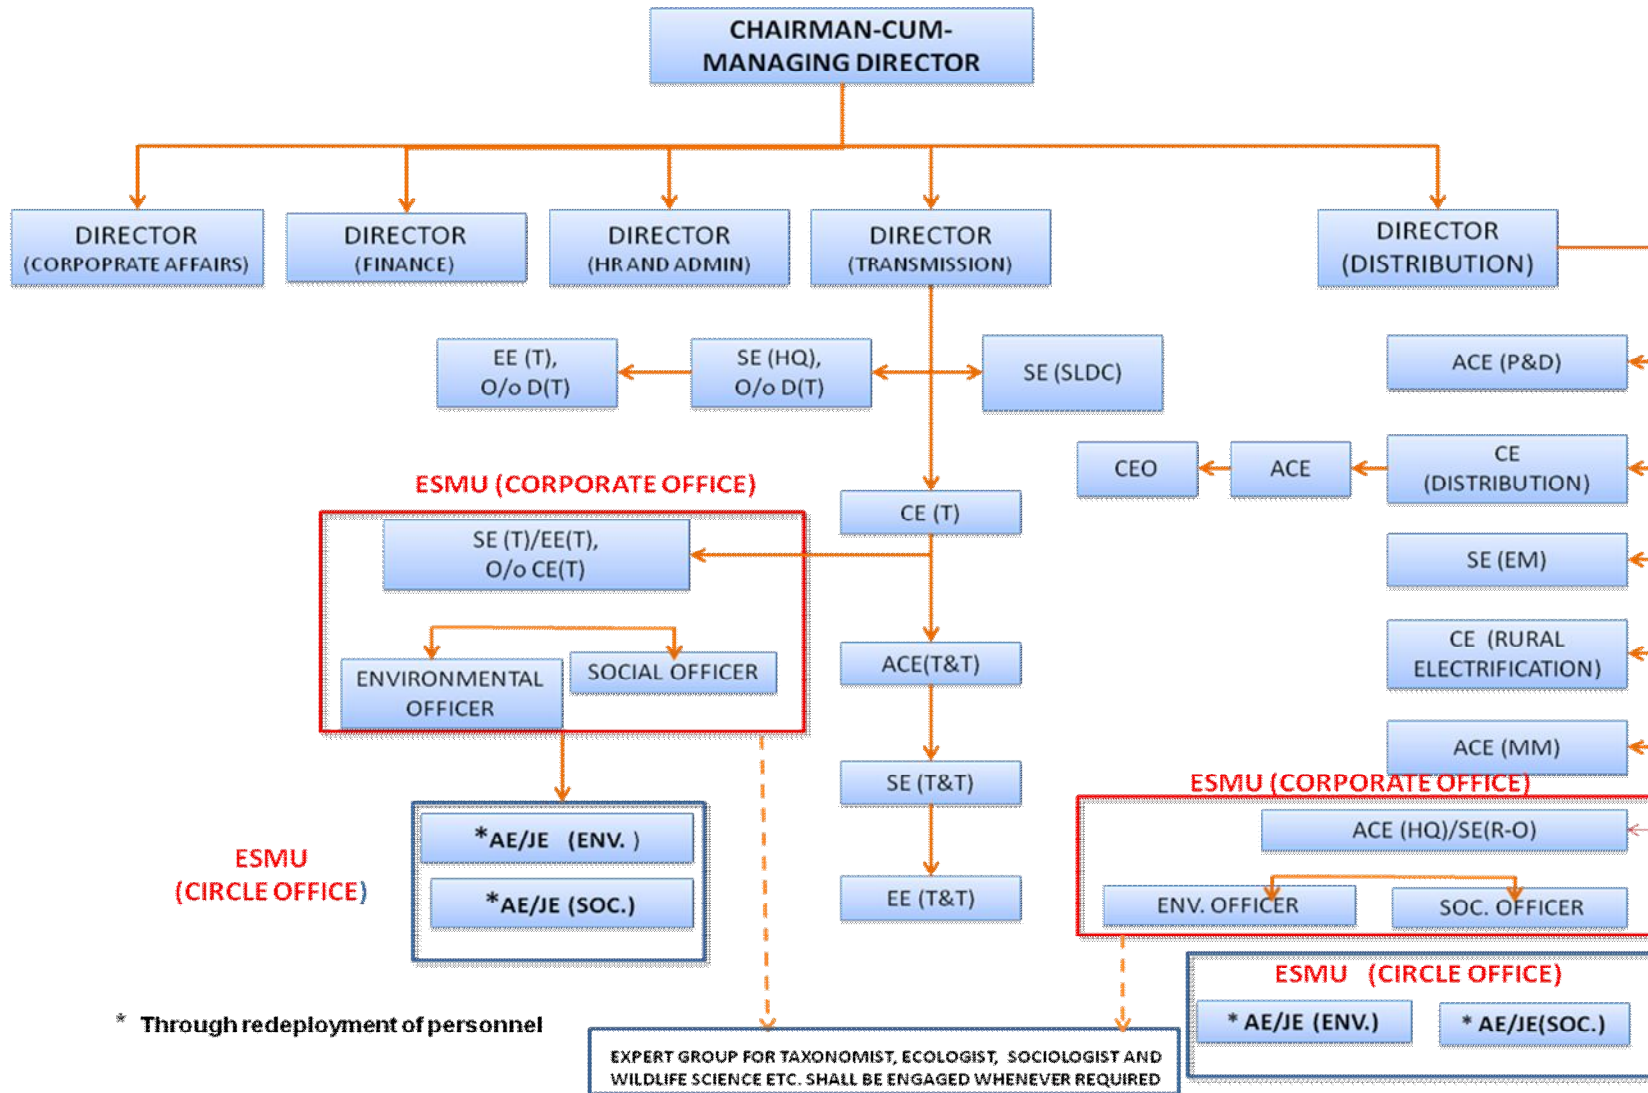 CHAIRMAN-CUM-
MANAGING DIRECTOR
DIRECTOR
(CORPOPRATE AFFAIRS)
DIRECTOR
(FINANCE)
DIRECTOR
(HR AND ADMIN)
DIRECTOR
(TRANSMISSION)
DIRECTOR
(DISTRIBUTION)
EE (T),
O/o D(T)
SE (HQ),
O/o D(T)
SE (SLDC)
ACE (P&D)
CEO
ACE
CE
(DISTRIBUTION)
ESMU (CORPORATE OFFICE)
CE (T)
SE (T)/EE(T),
O/o CE(T)
SE (EM)
ENVIRONMENTAL
OFFICER
SOCIAL OFFICER
ACE(T&T)
CE (RURAL
ELECTRIFICATION)
ACE (MM)
SE (T&T)
ESMU (CORPORATE OFFICE)
ACE (HQ)/SE(R-O)
ESMU
(CIRCLE OFFICE)
*AE/JE (ENV. )
*AE/JE (SOC.)
EE (T&T)
ENV. OFFICER
SOC. OFFICER
ESMU (CIRCLE OFFICE)
* AE/JE (ENV.)
* AE/JE(SOC.)
* Through redeployment of personnel
EXPERT GROUP FOR TAXONOMIST, ECOLOGIST, SOCIOLOGIST AND
WILDLIFE SCIENCE ETC. SHALL BE ENGAGED WHENEVER REQUIRED